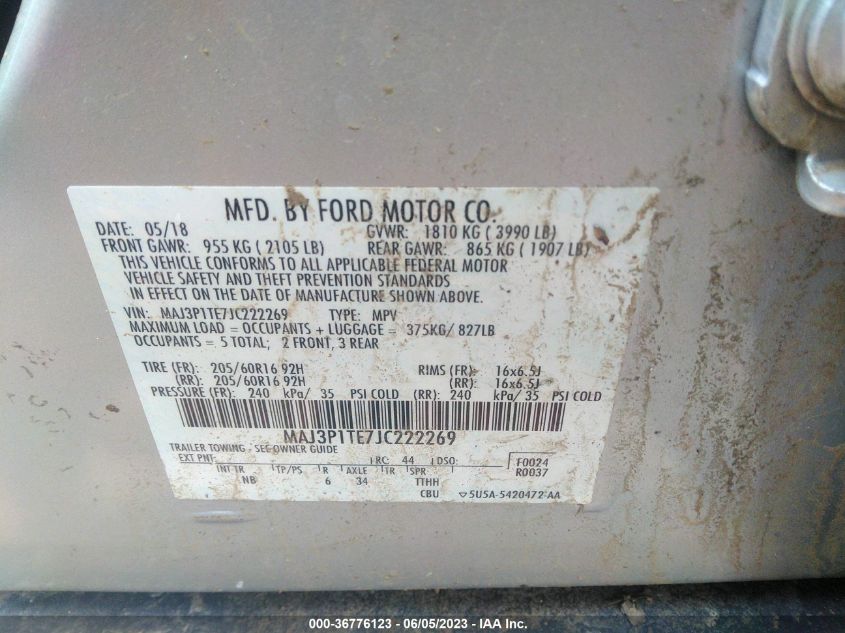 MFD. BY FORD MOTOR CO.
DATE: 05/18 GVWR: 1810 KG ( 3990 LB)
FRONT GAWR: 955 KG ( 2105 LB) REAR GAWR: 865 KG ( 1907 LB)
THIS VEHICLE CONFORMS TO ALL APPLICABLE FEDERAL MOTOR
VEHICLE SAFETY AND THEFT PREVENTION STANDARDS
IN EFFECT ON THE DATE OF MANUFACTURE SHOWN ABOVE.
VIN: MAJ3P1TE7JC222269 TYPE: MPV
MAXIMUM LOAD = OCCUPANTS + LUGGAGE = 375KG/ 827LB
OCCUPANTS = 5 TOTAL; 2 FRONT, 3 REAR
TIRE (FR): 205/60R16 92H RIMS (FR): 16x6.5J
(RR): 205/60R16 92H (RR): 16x6.5J
PRESSURE (FR): 240 kPa/ 35 PSI COLD (RR): 240 kPa/ 35 PSI COLD
MAJ3P1TE7JC222269
TRAILER TOWING - SEE OWNER GUIDE
EXT PNT: RC: 44 DSO: F0024
R0037
INT TR TP/PS R AXLE TR SPR
NB 6 34 TTHH
CBU ▽5U5A-5420472-AA
000-36776123 - 06/05/2023 - IAA Inc.